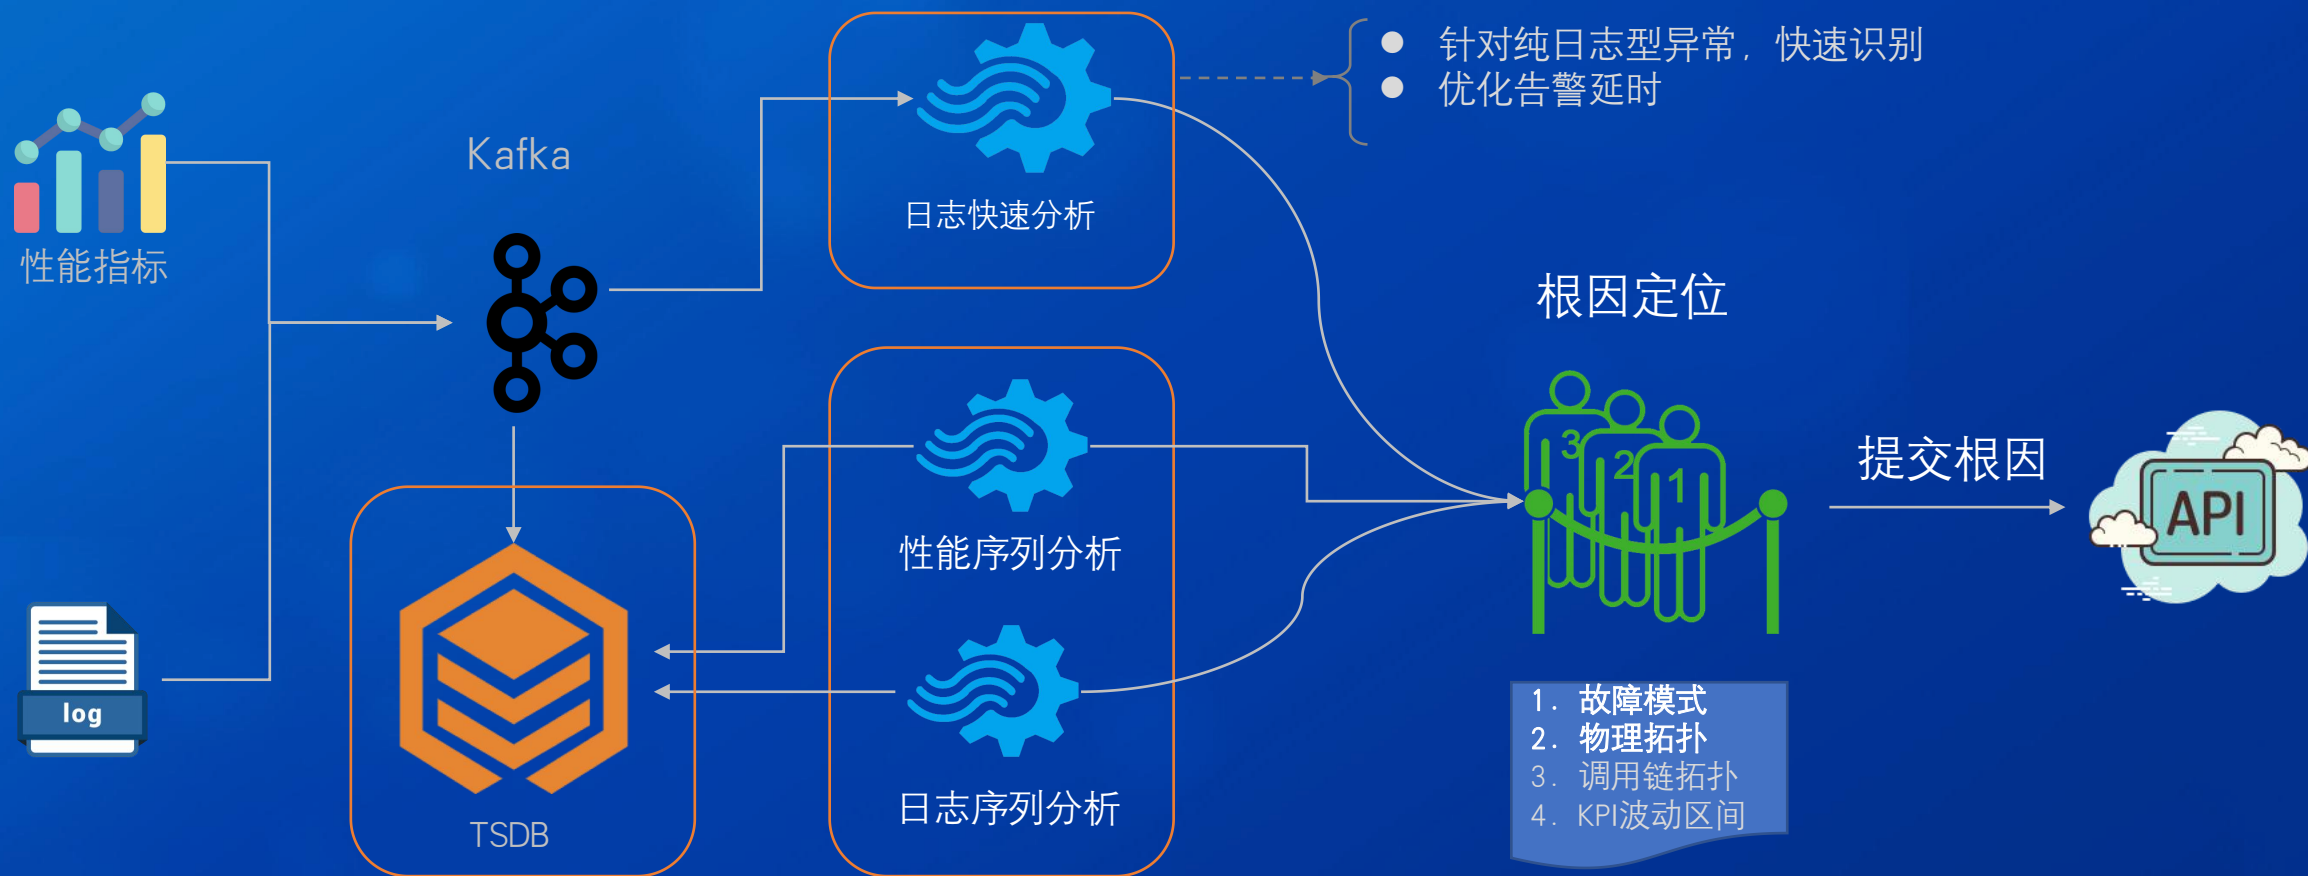 针对纯日志型异常，快速识别
优化告警延时
Kafka
性能指标
日志快速分析
根因定位
3
2
1
提交根因
API
性能序列分析
log
TSDB
日志序列分析
1. 故障模式
2. 物理拓扑
3. 调用链拓扑
4. KPI波动区间